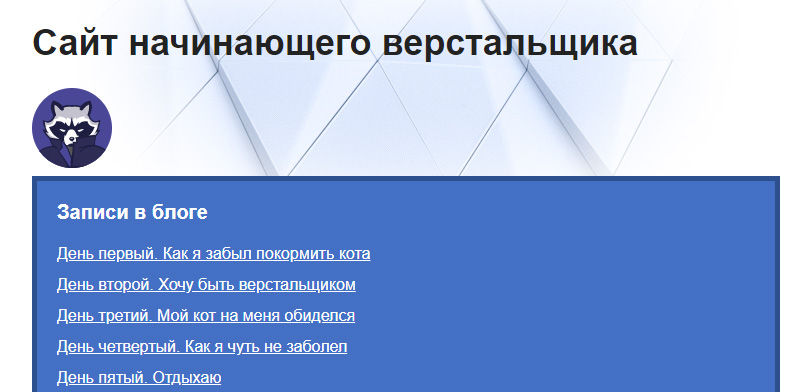 Сайт начинающего верстальщика
Записи в блоге
День первый. Как я забыл покормить кота
День второй. Хочу быть верстальщиком
День третий. Мой кот на меня обиделся
День четвертый. Как я чуть не заболел
День пятый. Отдыхаю